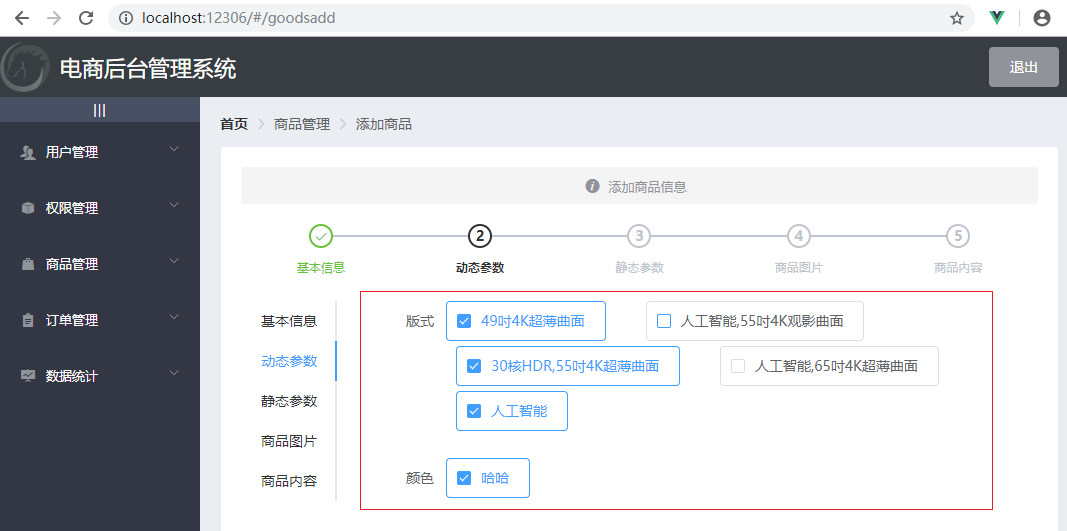 localhost:12306/#/goodsadd
电商后台管理系统
退出
|||
用户管理
权限管理
商品管理
订单管理
数据统计
首页 > 商品管理 > 添加商品
添加商品信息
2 3 4 5
基本信息 动态参数 静态参数 商品图片 商品内容
基本信息
动态参数
静态参数
商品图片
商品内容
版式 49吋4K超薄曲面 人工智能,55吋4K观影曲面
30核HDR,55吋4K超薄曲面 人工智能,65吋4K超薄曲面
人工智能
颜色 哈哈